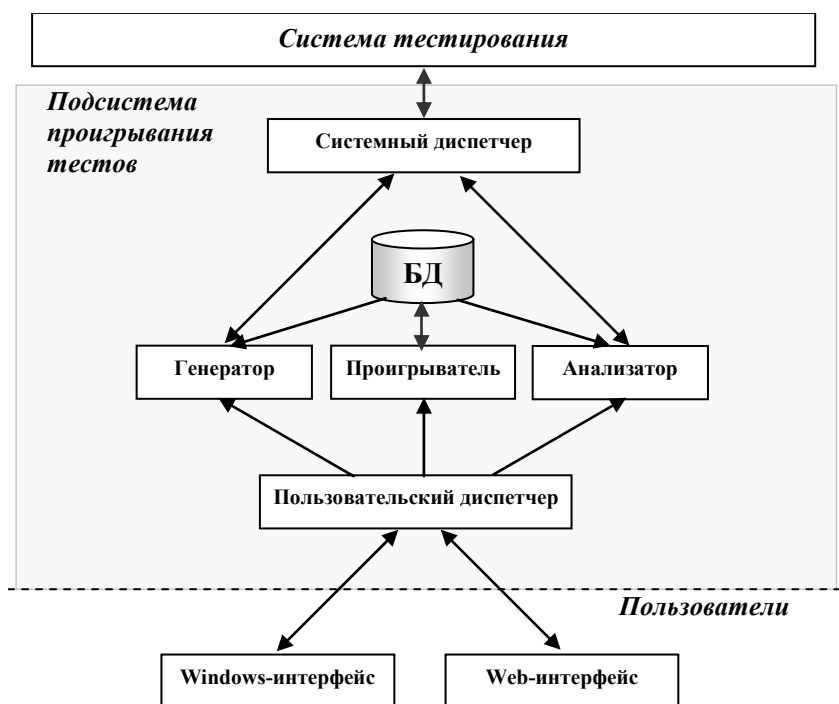 Система тестирования
Подсистема
проигрывания
тестов
Системный диспетчер
БД
Генератор
Проигрыватель
Анализатор
Пользовательский диспетчер
Пользователи
Windows-интерфейс
Web-интерфейс